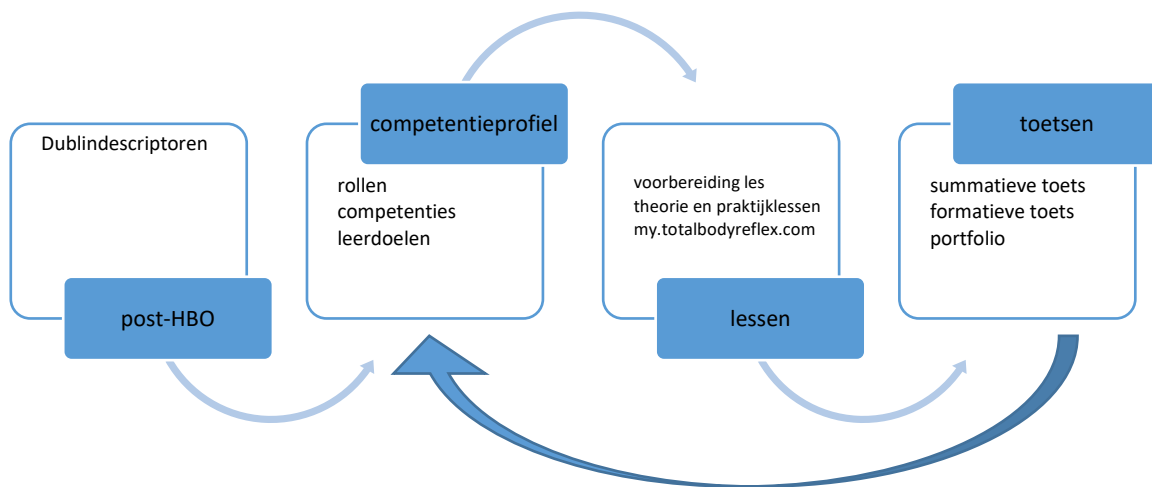 Dublindescriptoren
post-HBO
competentieprofiel
rollen
competenties
leerdoelen
voorbereiding les
theorie en praktijklessen
my.totalbodyreflex.com
lessen
toetsen
summatieve toets
formatieve toets
portfolio